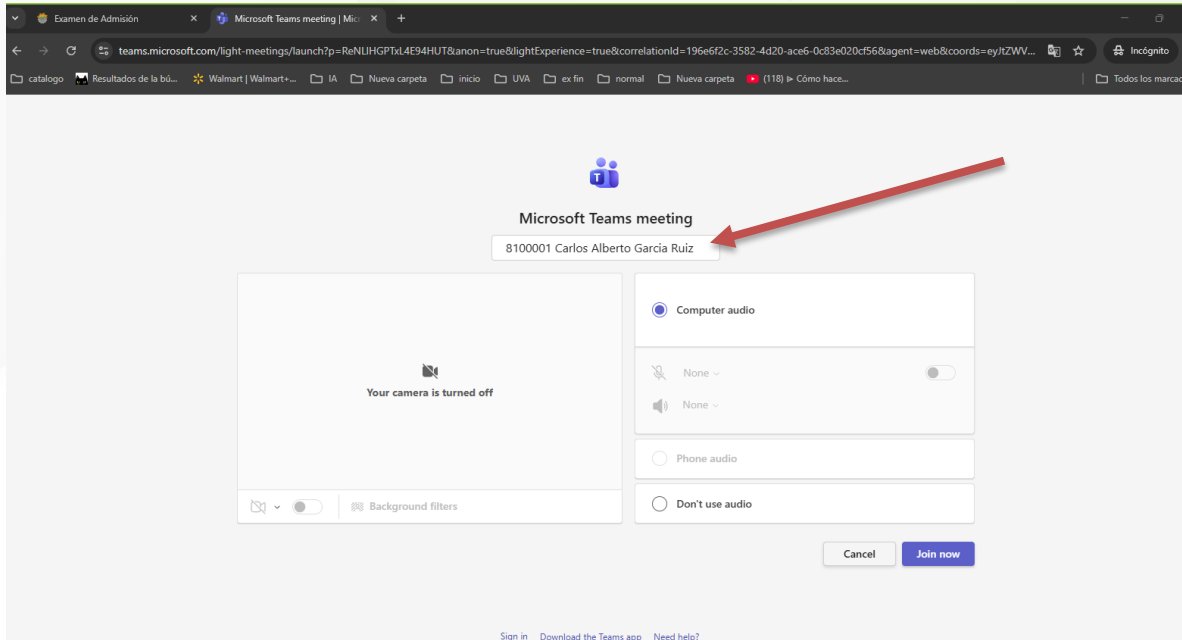 Examen de Admisión
Microsoft Teams meeting | Micr
teams.microsoft.com/light-meetings/launch?p=ReNLIHGPTxL4E94HUT&anon=true&lightExperience=true&correlationId=196e6f2c-3582-4d20-ace6-0c83e020cf56&agent=web&coords=eyJtZWV... Incógnito
catalogo Resultados de la bú... Walmart | Walmart+... IA Nueva carpeta inicio UVA ex fin normal Nueva carpeta (118) ⊳ Cómo hace... Todos los marcad
T
Microsoft Teams meeting
8100001 Carlos Alberto Garcia Ruiz
Your camera is turned off
Background filters
Computer audio
None
None
Phone audio
Don't use audio
Cancel Join now
Sign in Download the Teams app Need help?